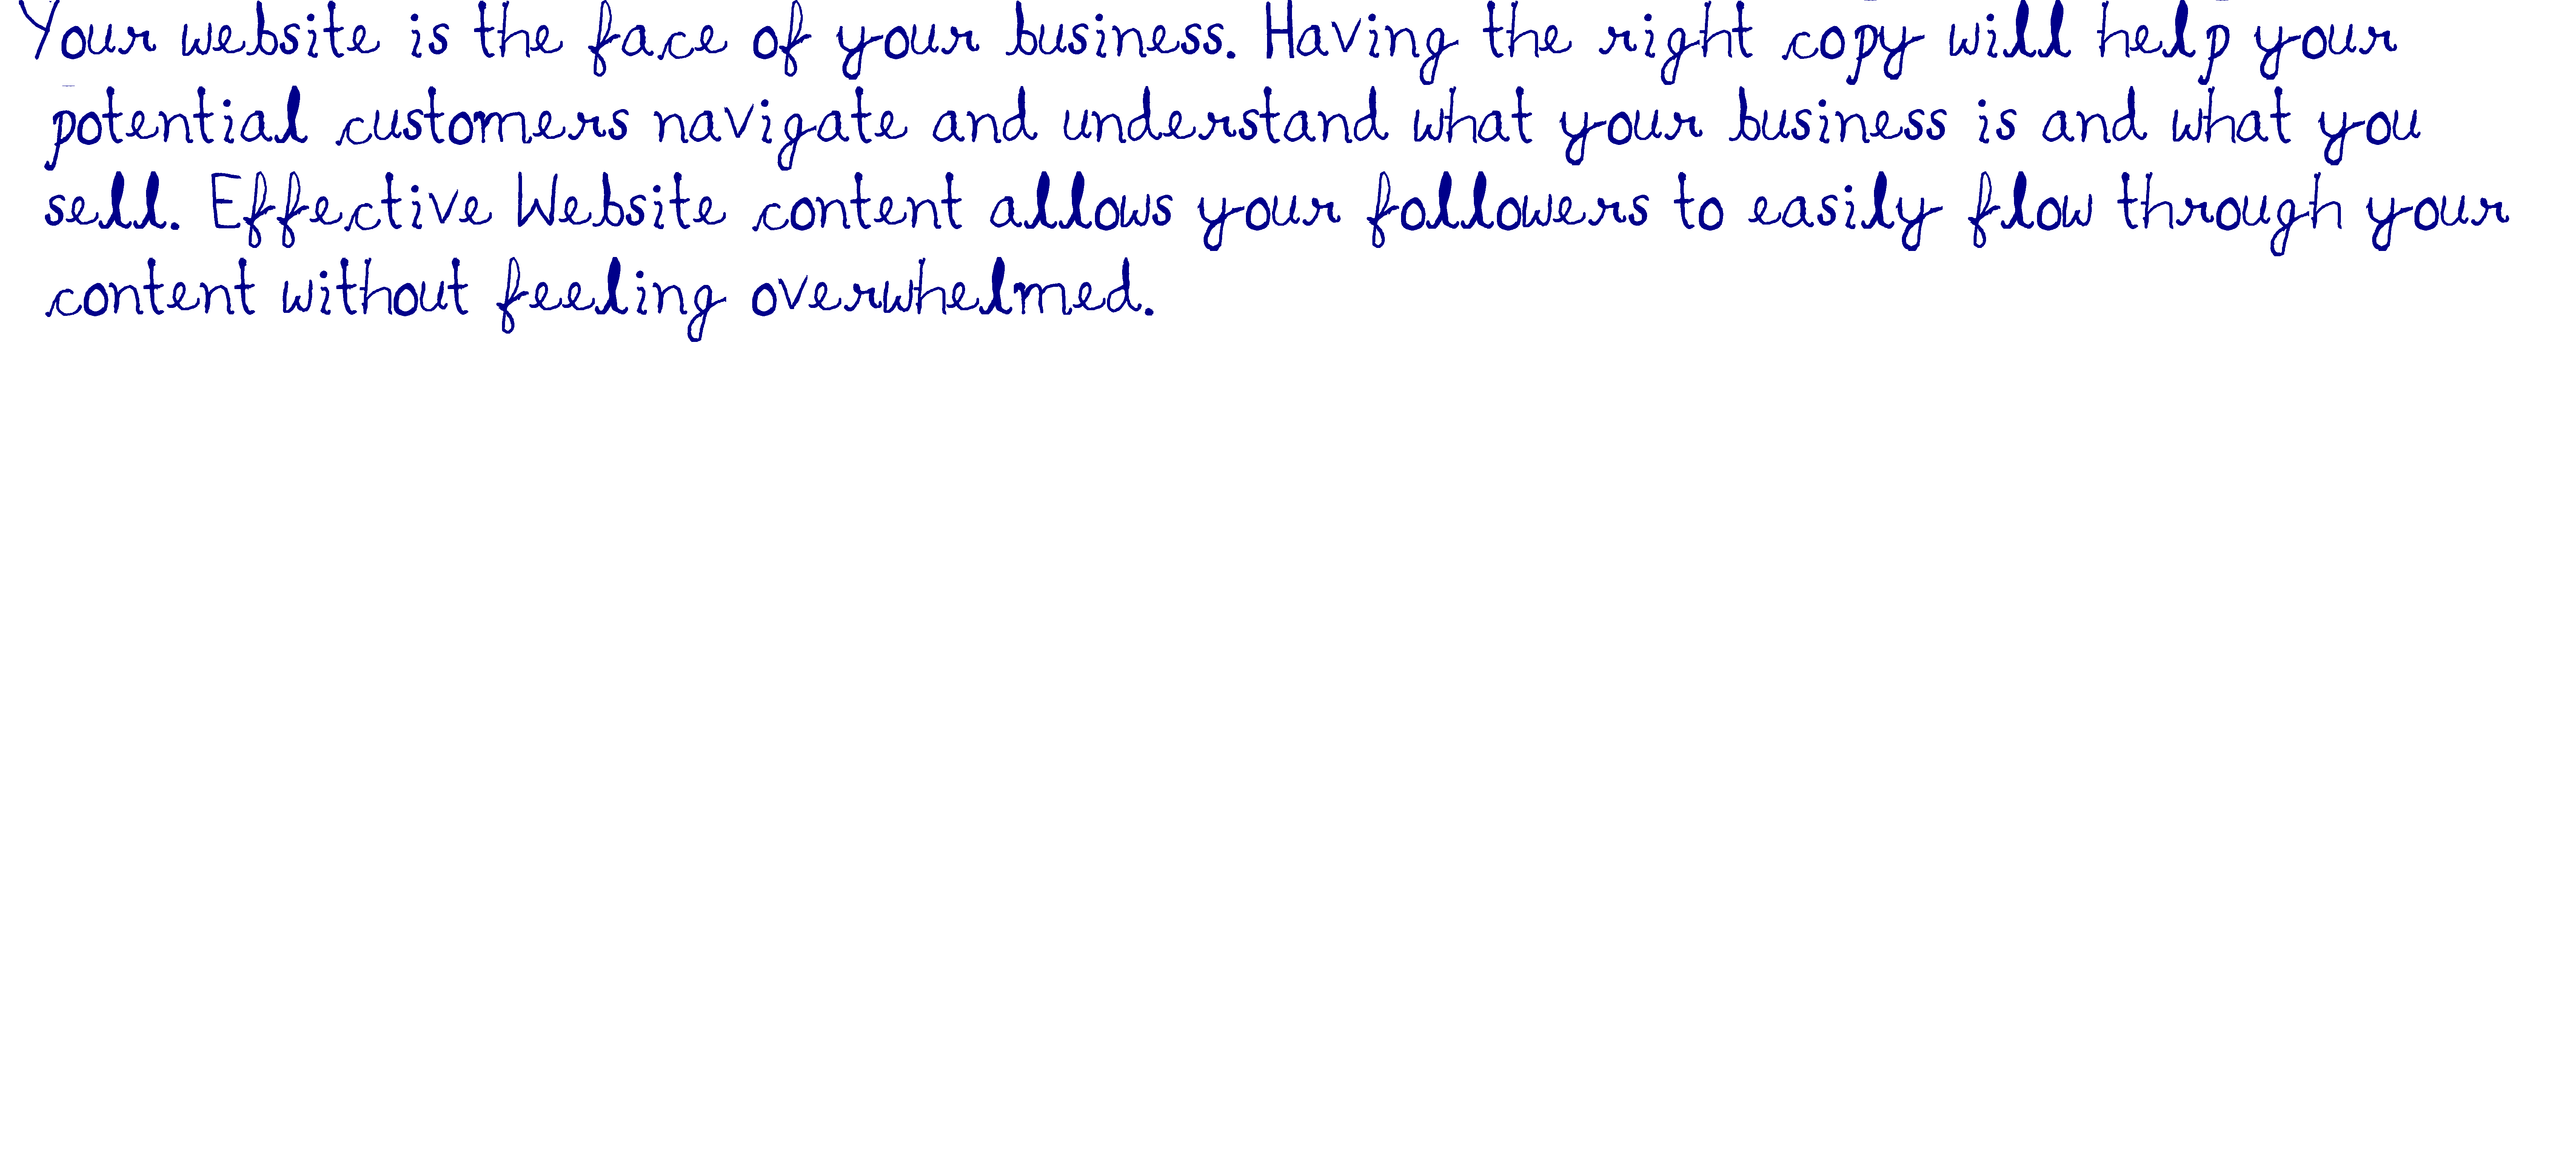 Your website is the face of your business. Having the right copy will help your
potential customers navigate and understand what your business is and what you
sell. Effective Website content allows your followers to easily flow through your
content without feeling overwhelmed.